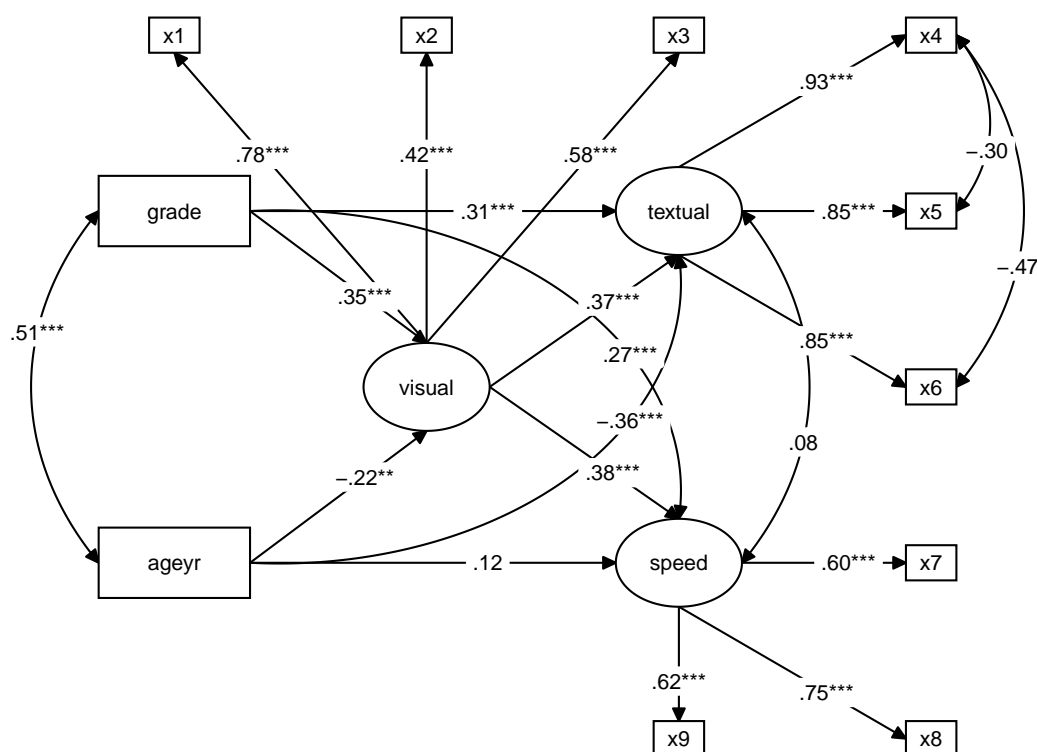 x1
x2
x3
x4
.93***
.78***
.42***
.58***
−.30
grade
.31***
textual
.85***
x5
−.47
.35***
.37***
.51***
.85***
.27***
visual
x6
−.36***
.08
−.22**
.38***
ageyr
.12
speed
.60***
x7
.62***
.75***
x9
x8